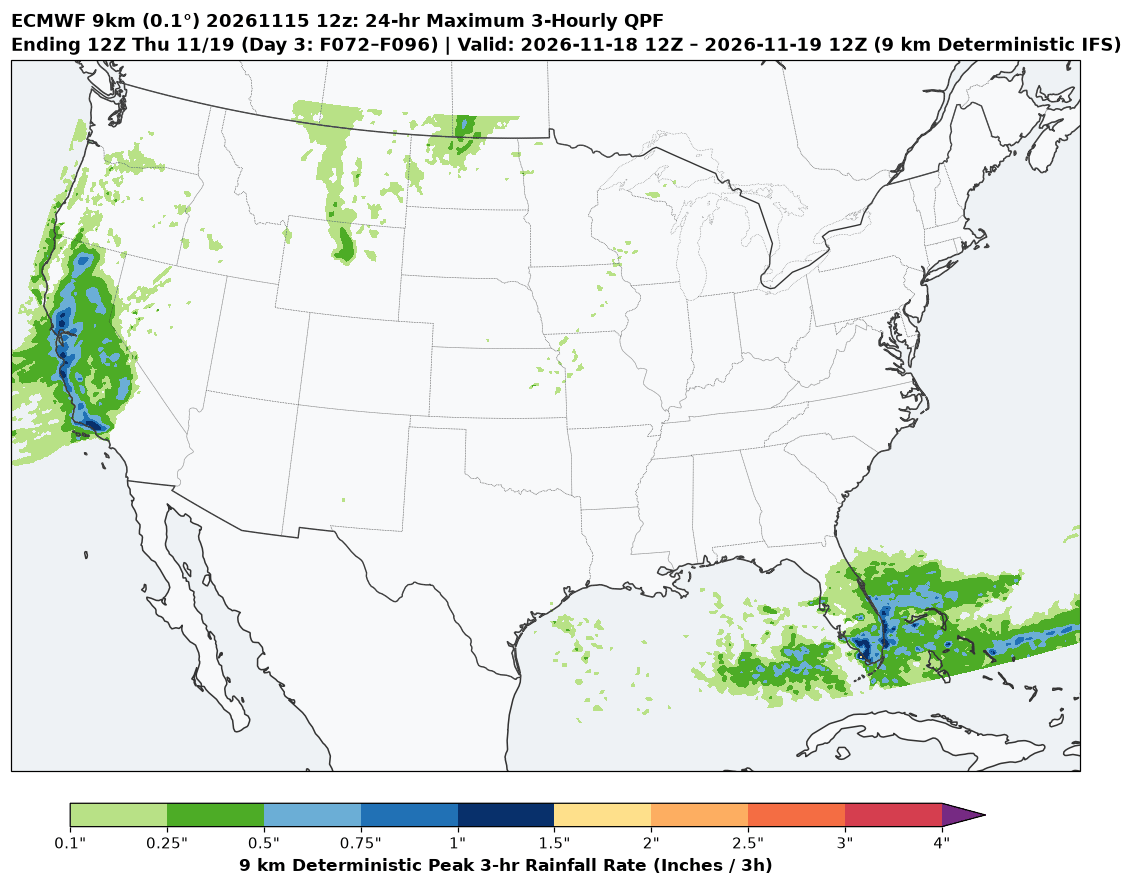 ECMWF 9km (0.1°) 20261115 12z: 24-hr Maximum 3-Hourly QPF
Ending 12Z Thu 11/19 (Day 3: F072–F096) | Valid: 2026-11-18 12Z – 2026-11-19 12Z (9 km Deterministic IFS)
0.1" 0.25" 0.5" 0.75" 1" 1.5" 2" 2.5" 3" 4"
9 km Deterministic Peak 3-hr Rainfall Rate (Inches / 3h)